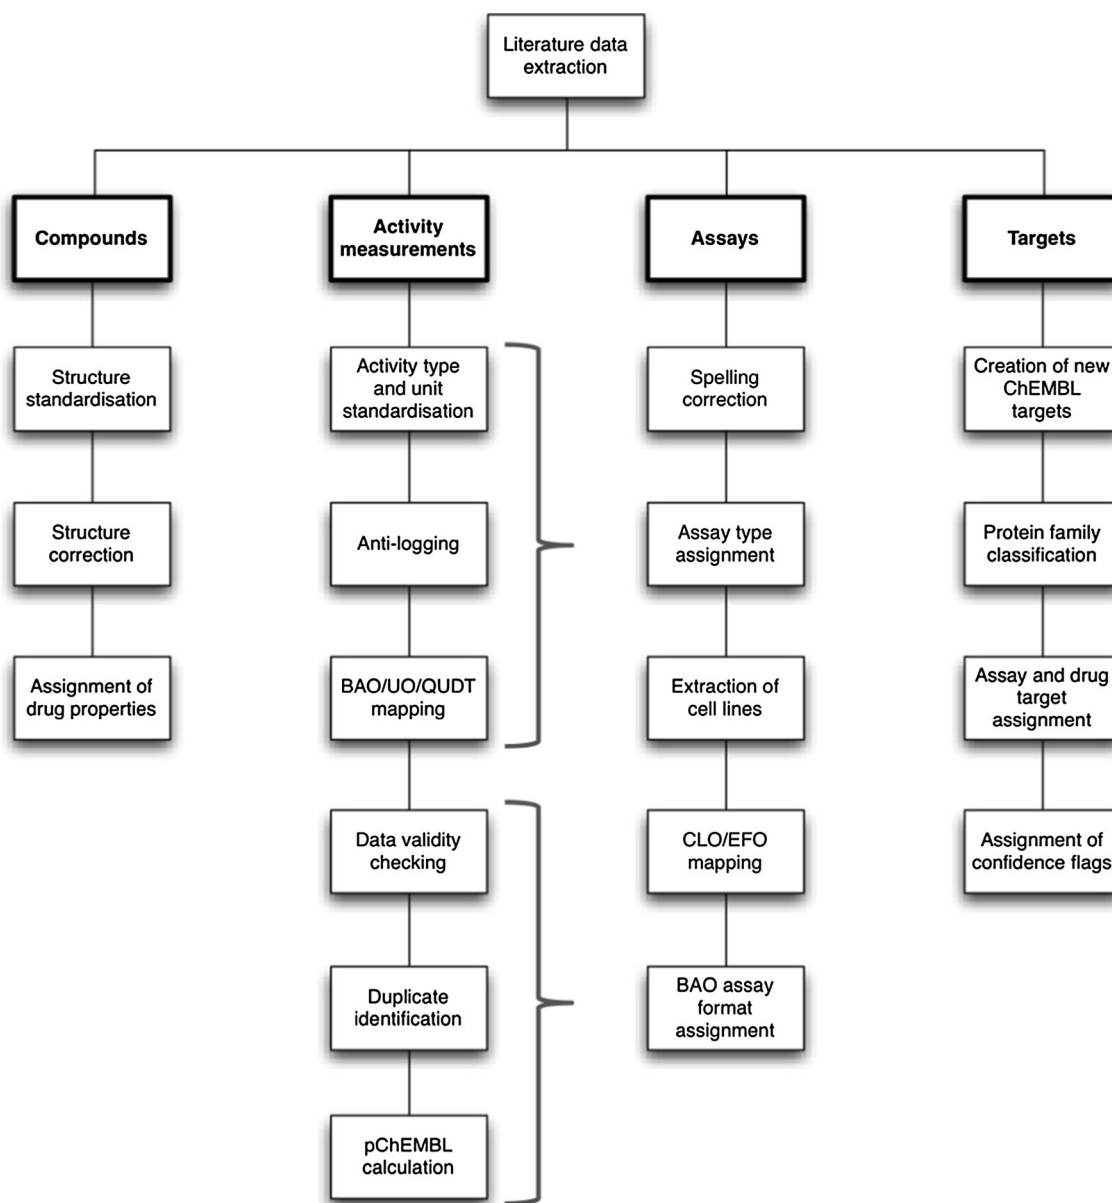 Literature data
extraction
Compounds
Structure
standardisation
Structure
correction
Assignment of
drug properties
Activity
measurements
Activity type
and unit
standardisation
Anti-logging
BAO/UO/QUDT
mapping
Data validity
checking
Duplicate
identification
pChEMBL
calculation
Assays
Spelling
correction
Assay type
assignment
Extraction of
cell lines
CLO/EFO
mapping
BAO assay
format
assignment
Targets
Creation of new
ChEMBL
targets
Protein family
classification
Assay and drug
target
assignment
Assignment of
confidence flags